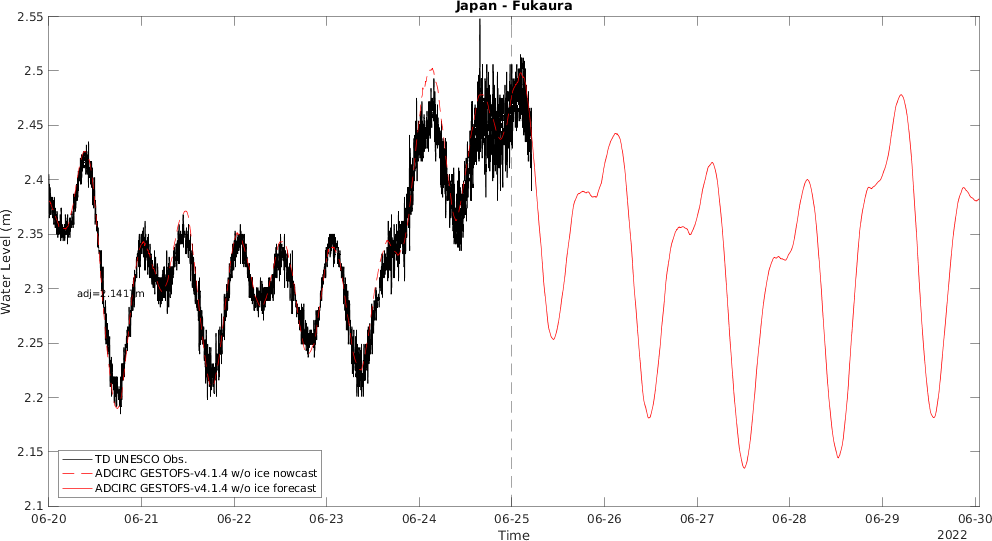 Japan - Fukaura
2.55
2.5
2.45
2.4
2.35
2.3
2.25
2.2
2.15
2.1
Water Level (m)
adj=2.1417m
TD UNESCO Obs.
ADCIRC GESTOFS-v4.1.4 w/o ice nowcast
ADCIRC GESTOFS-v4.1.4 w/o ice forecast
06-20 06-21 06-22 06-23 06-24 06-25 06-26 06-27 06-28 06-29 06-30
Time
2022